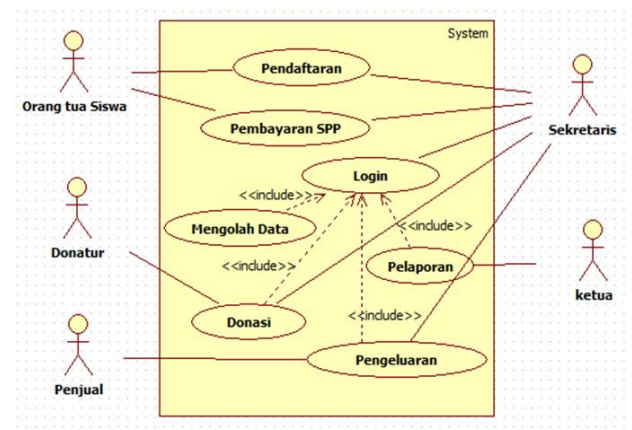 System
Pendaftaran
Orang tua Siswa
Pembayaran SPP
Sekretaris
Login
<<include>>
Mengolah Data
<<include>>
Donatur
<<include>>
Pelaporan
ketua
Donasi
<<include>>
Pengeluaran
Penjual